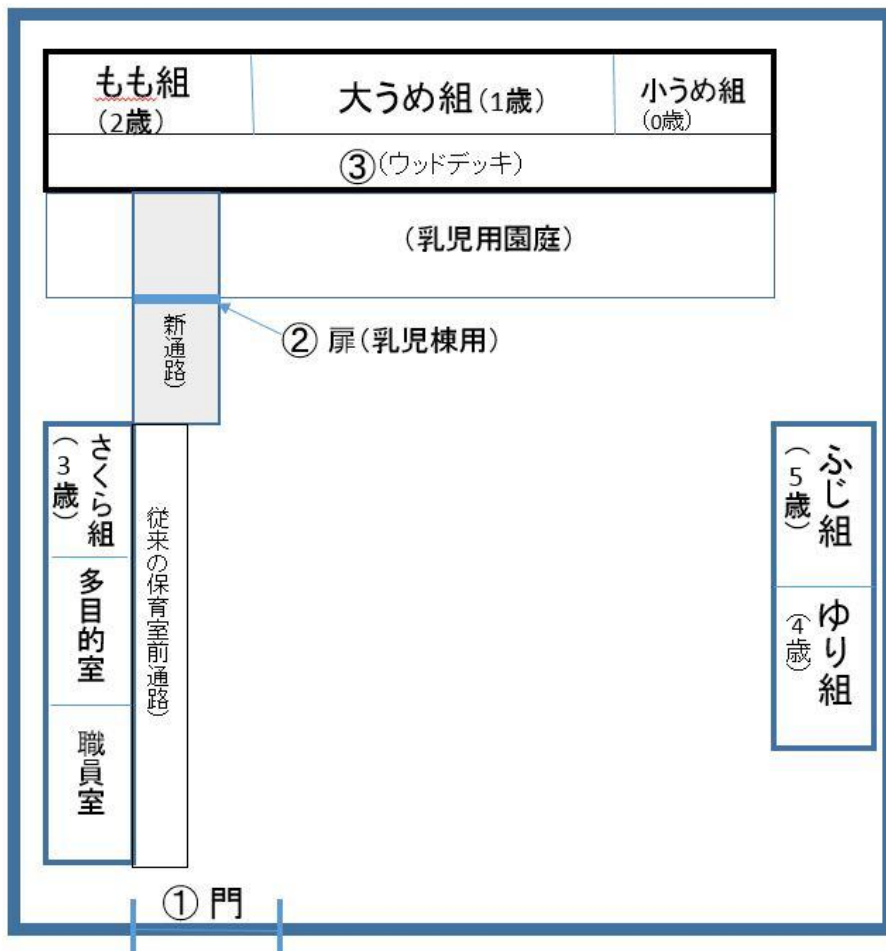 もも組
(2歳)
大うめ組(1歳)
小うめ組
(0歳)
③(ウッドデッキ)
(乳児用園庭)
新通路)
② 扉(乳児棟用)
さくら組
(3歳)
多目的室
職員室
従来の保育室前通路)
ふじ組
(5歳)
ゆり組
(4歳)
① 門